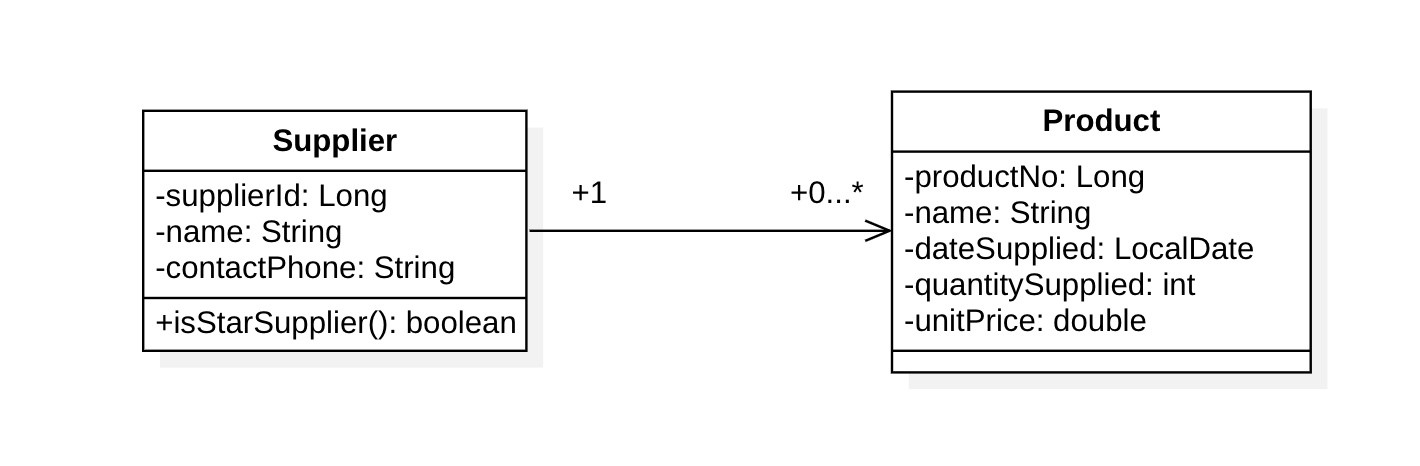 Supplier
-supplierId: Long
-name: String
-contactPhone: String
+isStarSupplier(): boolean
+1
+0...*
Product
-productNo: Long
-name: String
-dateSupplied: LocalDate
-quantitySupplied: int
-unitPrice: double